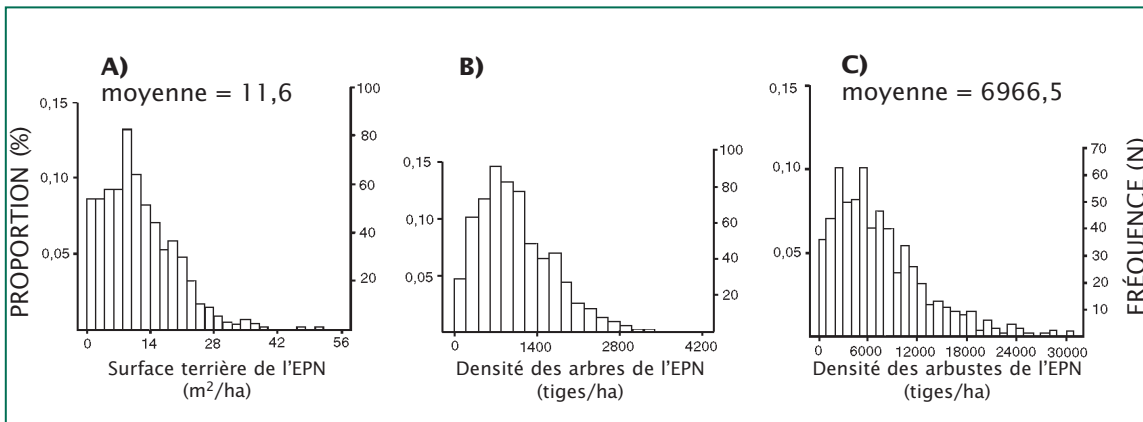 A)
moyenne = 11,6
PROPORTION (%)
0,15
0,10
0,05
100
80
60
40
20
0 14 28 42 56
Surface terrière de l'EPN
(m²/ha)
B)
0,15
0,10
0,05
100
80
60
40
20
0 1400 2800 4200
Densité des arbres de l'EPN
(tiges/ha)
C)
moyenne = 6966,5
0,15
0,10
0,05
70
60
50
40
30
20
10
FRÉQUENCE (N)
0 6000 12000 18000 24000 30000
Densité des arbustes de l'EPN
(tiges/ha)